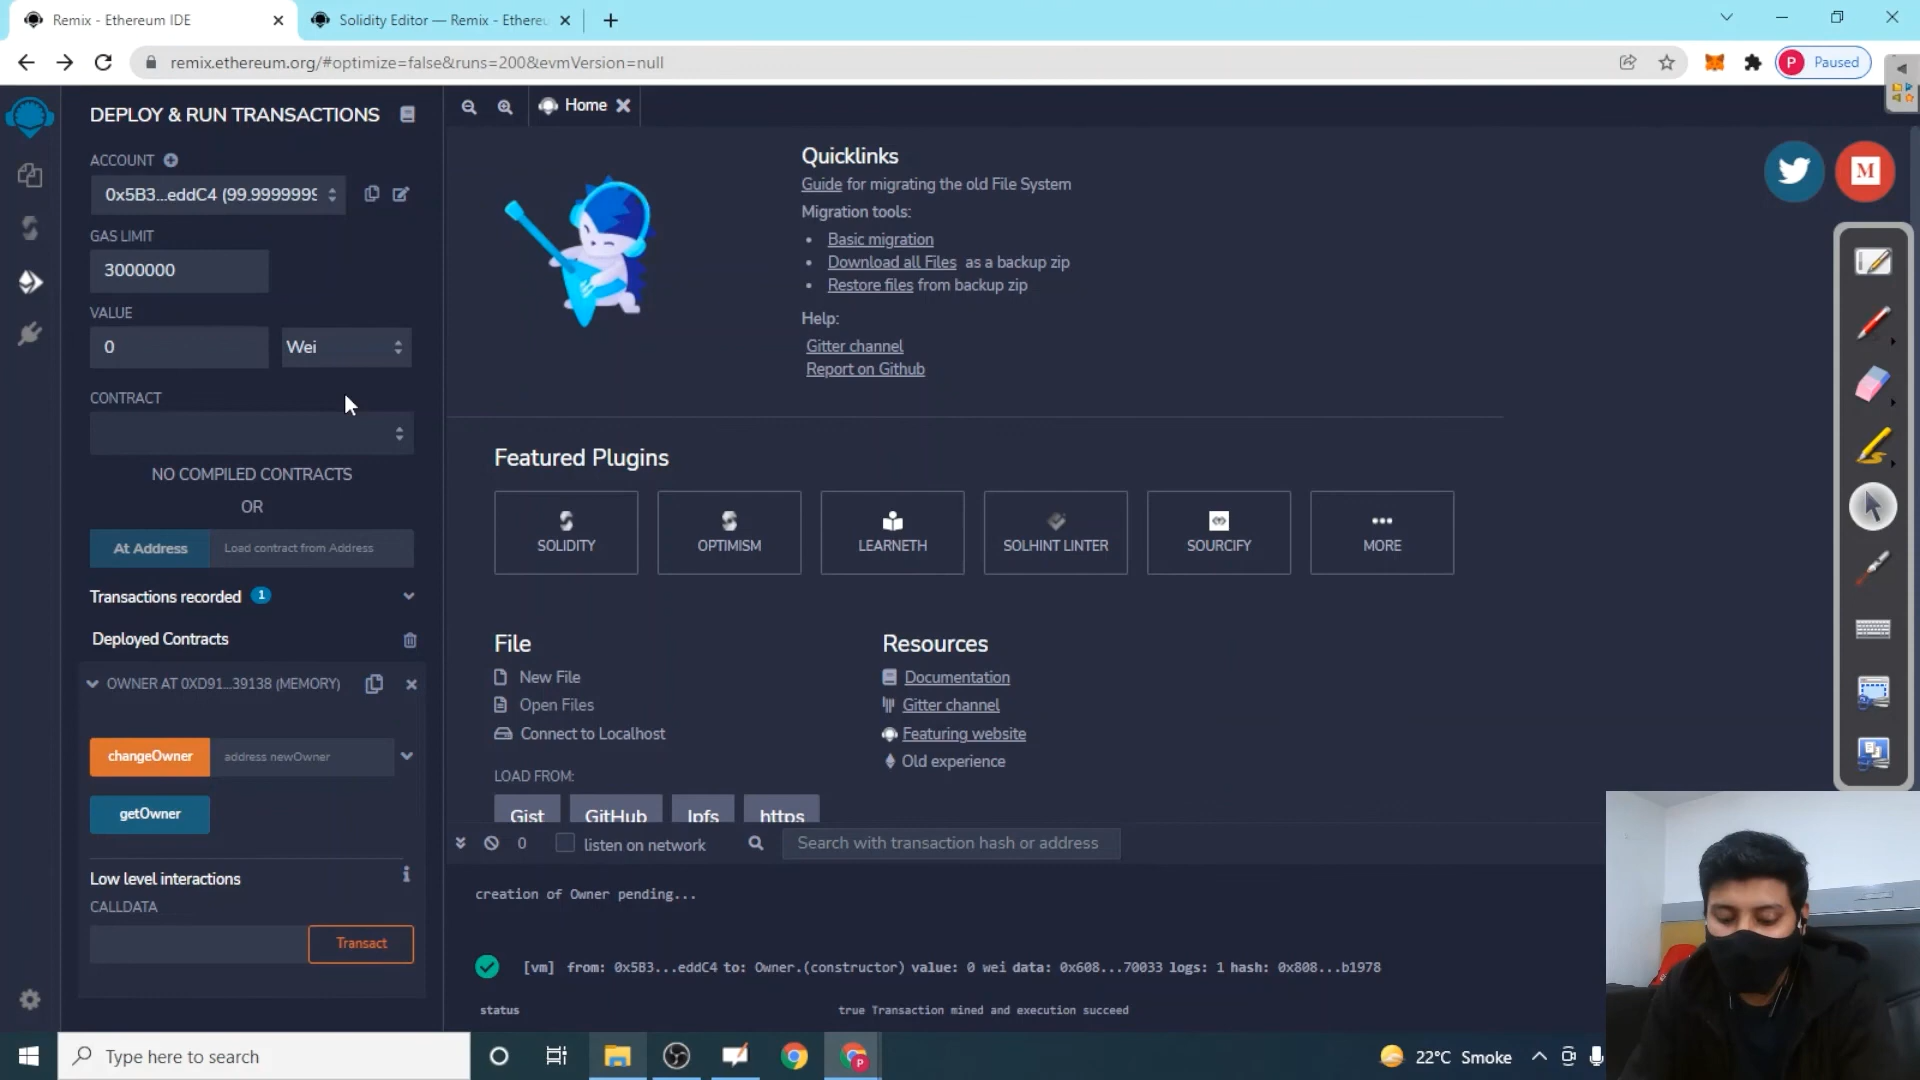 Remix - Ethereum IDE
Solidity Editor — Remix - Ethereu
remix.ethereum.org/#optimize=false&runs=200&evmVersion=null
P Paused
DEPLOY & RUN TRANSACTIONS
ACCOUNT
0x5B3...eddC4 (99.9999999
GAS LIMIT
3000000
VALUE
0
Wei
CONTRACT
NO COMPILED CONTRACTS
OR
At Address
Load contract from Address
Transactions recorded 1
Deployed Contracts
OWNER AT 0XD91...39138 (MEMORY)
changeOwner
address newOwner
getOwner
Low level interactions
CALLDATA
Transact
Home
Quicklinks
Guide for migrating the old File System
Migration tools:
Basic migration
Download all Files as a backup zip
Restore files from backup zip
Help:
Gitter channel
Report on Github
M
Featured Plugins
SOLIDITY
OPTIMISM
LEARNETH
SOLHINT LINTER
SOURCIFY
MORE
File
New File
Open Files
Connect to Localhost
LOAD FROM:
Gist
GitHub
Ipfs
https
Resources
Documentation
Gitter channel
Featuring website
Old experience
0
listen on network
Search with transaction hash or address
creation of Owner pending...
[vm] from: 0x5B3...eddC4 to: Owner.(constructor) value: 0 wei data: 0x608...70033 logs: 1 hash: 0x808...b1978
status
true Transaction mined and execution succeed
Type here to search
22°C Smoke